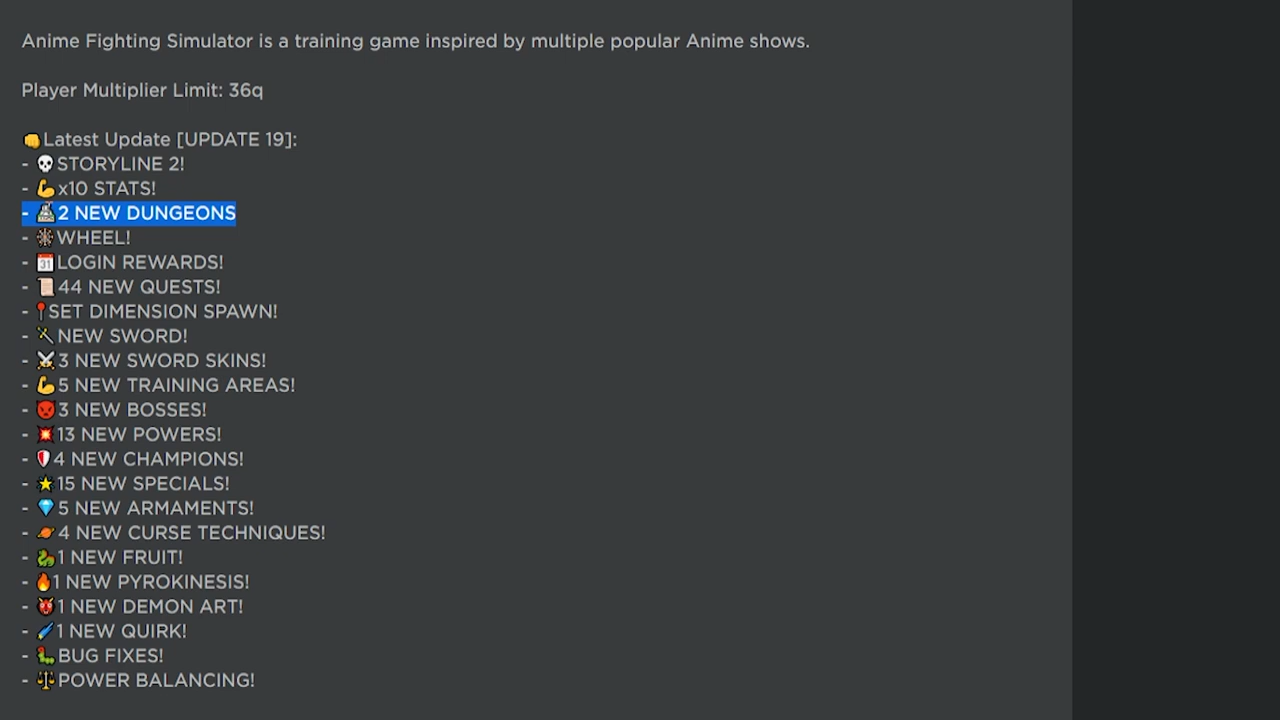 Anime Fighting Simulator is a training game inspired by multiple popular Anime shows.
Player Multiplier Limit: 36q
👊Latest Update [UPDATE 19]:
- 💀STORYLINE 2!
- 💪x10 STATS!
- 🏰2 NEW DUNGEONS
- 🎡WHEEL!
- 📅LOGIN REWARDS!
- 📜44 NEW QUESTS!
- 📍SET DIMENSION SPAWN!
- 🗡NEW SWORD!
- ⚔3 NEW SWORD SKINS!
- 💪5 NEW TRAINING AREAS!
- 👿3 NEW BOSSES!
- 💥13 NEW POWERS!
- 🛡4 NEW CHAMPIONS!
- ⭐15 NEW SPECIALS!
- 💎5 NEW ARMAMENTS!
- 🪐4 NEW CURSE TECHNIQUES!
- 🐍1 NEW FRUIT!
- 🔥1 NEW PYROKINESIS!
- 👹1 NEW DEMON ART!
- ☄1 NEW QUIRK!
- 🐛BUG FIXES!
- ⚖POWER BALANCING!